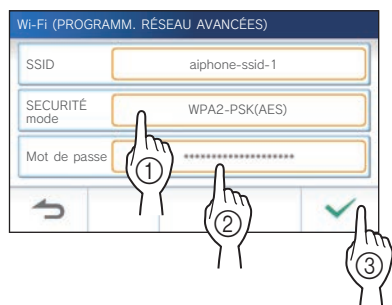 Wi-Fi (PROGRAMM. RÉSEAU AVANCÉES)
SSID
aiphone-ssid-1
SECURITÉ
mode
WPA2-PSK(AES)
Mot de passe
*********************
①
②
③